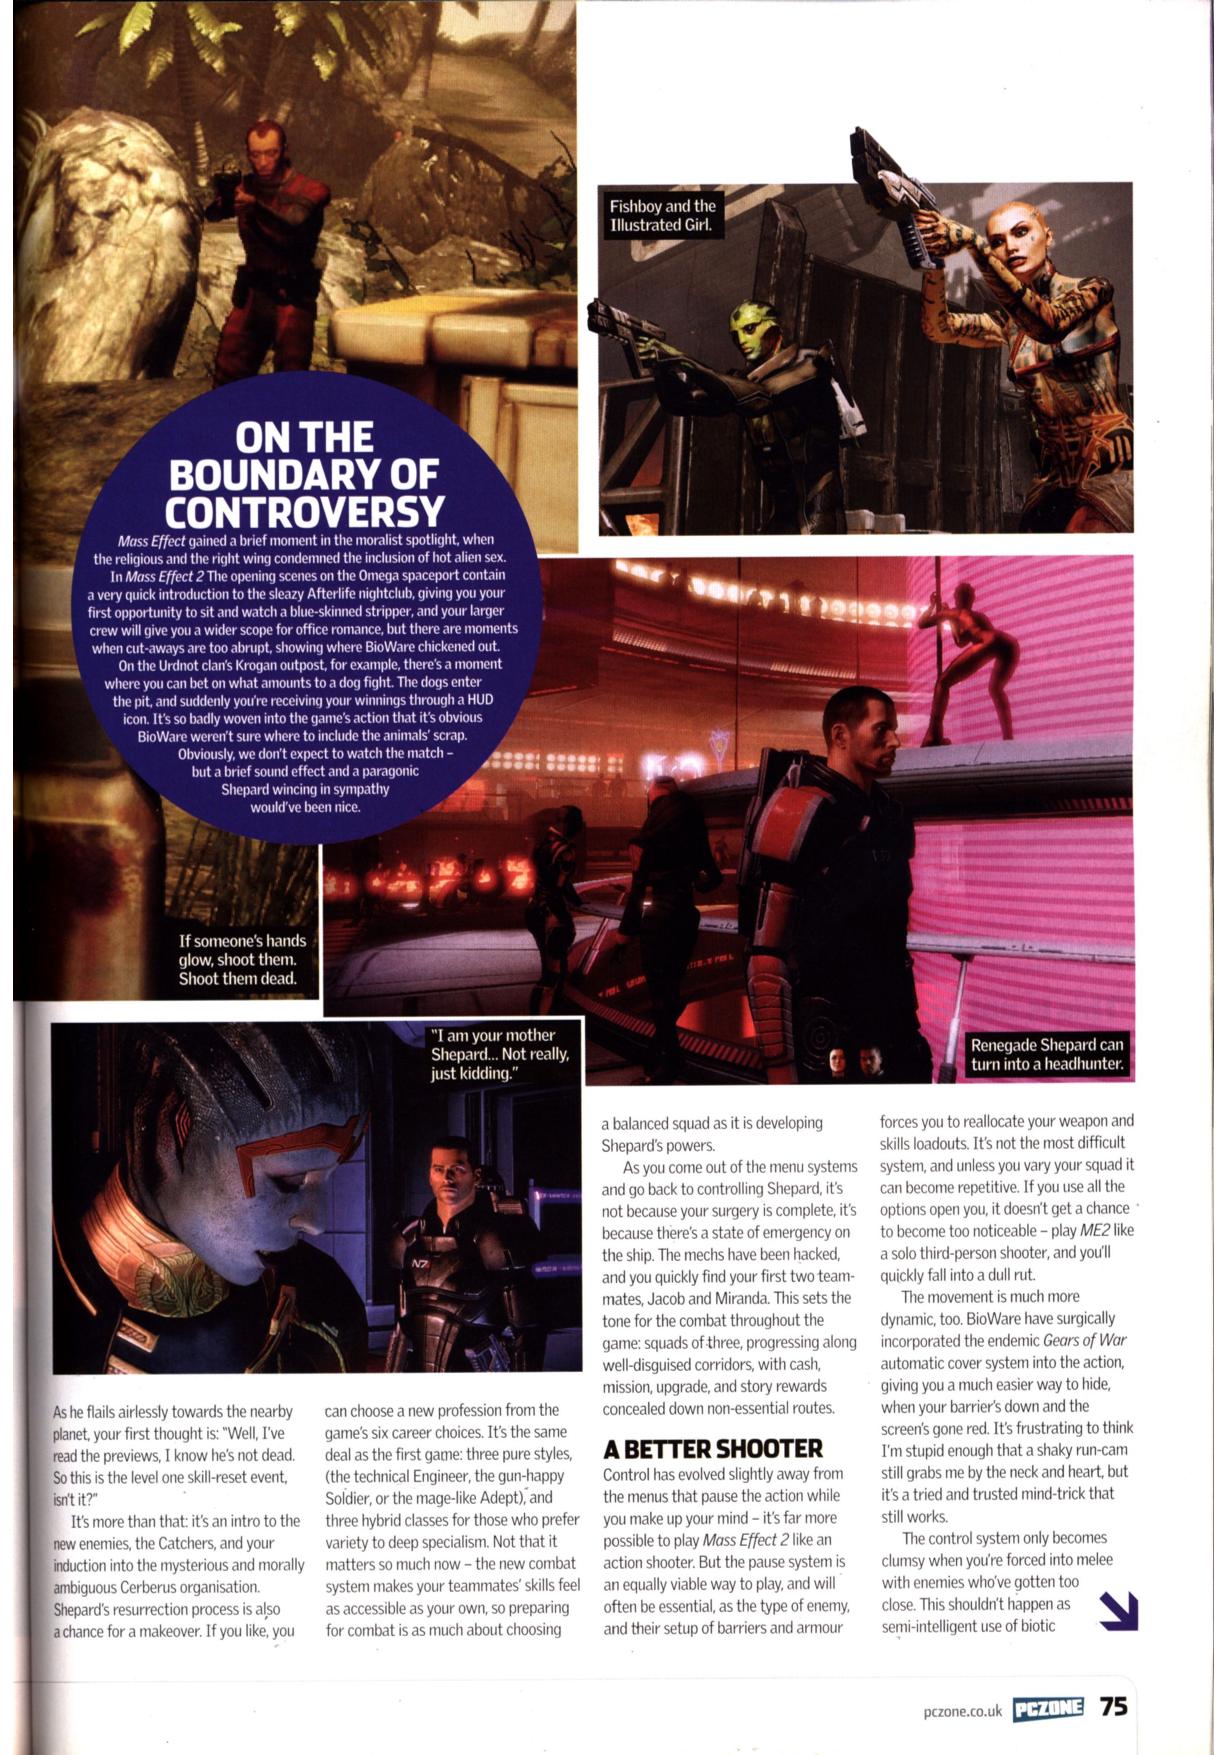 Fishboy and the
Illustrated Girl.
ON THE
BOUNDARY OF
CONTROVERSY
Mass Effect gained a brief moment in the moralist spotlight, when
the religious and the right wing condemned the inclusion of hot alien sex.
In Mass Effect 2 The opening scenes on the Omega spaceport contain
a very quick introduction to the sleazy Afterlife nightclub, giving you your
first opportunity to sit and watch a blue-skinned stripper, and your larger
crew will give you a wider scope for office romance, but there are moments
when cut-aways are too abrupt, showing where BioWare chickened out.
On the Urdnot clan's Krogan outpost, for example, there's a moment
where you can bet on what amounts to a dog fight. The dogs enter
the pit, and suddenly you're receiving your winnings through a HUD
icon. It's so badly woven into the game's action that it's obvious
BioWare weren't sure where to include the animals' scrap.
Obviously, we don't expect to watch the match –
but a brief sound effect and a paragonic
Shepard wincing in sympathy
would've been nice.
If someone's hands
glow, shoot them.
Shoot them dead.
"I am your mother
Shepard... Not really,
just kidding."
N7
Renegade Shepard can
turn into a headhunter.
As he flails airlessly towards the nearby
planet, your first thought is: "Well, I've
read the previews, I know he's not dead.
So this is the level one skill-reset event,
isn't it?"
It's more than that: it's an intro to the
new enemies, the Catchers, and your
induction into the mysterious and morally
ambiguous Cerberus organisation.
Shepard's resurrection process is also
a chance for a makeover. If you like, you
can choose a new profession from the
game's six career choices. It's the same
deal as the first game: three pure styles,
(the technical Engineer, the gun-happy
Soldier, or the mage-like Adept), and
three hybrid classes for those who prefer
variety to deep specialism. Not that it
matters so much now – the new combat
system makes your teammates' skills feel
as accessible as your own, so preparing
for combat is as much about choosing
a balanced squad as it is developing
Shepard's powers.
As you come out of the menu systems
and go back to controlling Shepard, it's
not because your surgery is complete, it's
because there's a state of emergency on
the ship. The mechs have been hacked,
and you quickly find your first two team-
mates, Jacob and Miranda. This sets the
tone for the combat throughout the
game: squads of three, progressing along
well-disguised corridors, with cash,
mission, upgrade, and story rewards
concealed down non-essential routes.
A BETTER SHOOTER
Control has evolved slightly away from
the menus that pause the action while
you make up your mind – it's far more
possible to play Mass Effect 2 like an
action shooter. But the pause system is
an equally viable way to play, and will
often be essential, as the type of enemy,
and their setup of barriers and armour
forces you to reallocate your weapon and
skills loadouts. It's not the most difficult
system, and unless you vary your squad it
can become repetitive. If you use all the
options open you, it doesn't get a chance
to become too noticeable – play ME2 like
a solo third-person shooter, and you'll
quickly fall into a dull rut.
The movement is much more
dynamic, too. BioWare have surgically
incorporated the endemic Gears of War
automatic cover system into the action,
giving you a much easier way to hide,
when your barrier's down and the
screen's gone red. It's frustrating to think
I'm stupid enough that a shaky run-cam
still grabs me by the neck and heart, but
it's a tried and trusted mind-trick that
still works.
The control system only becomes
clumsy when you're forced into melee
with enemies who've gotten too
close. This shouldn't happen as
semi-intelligent use of biotic
pczone.co.uk PCZONE 75